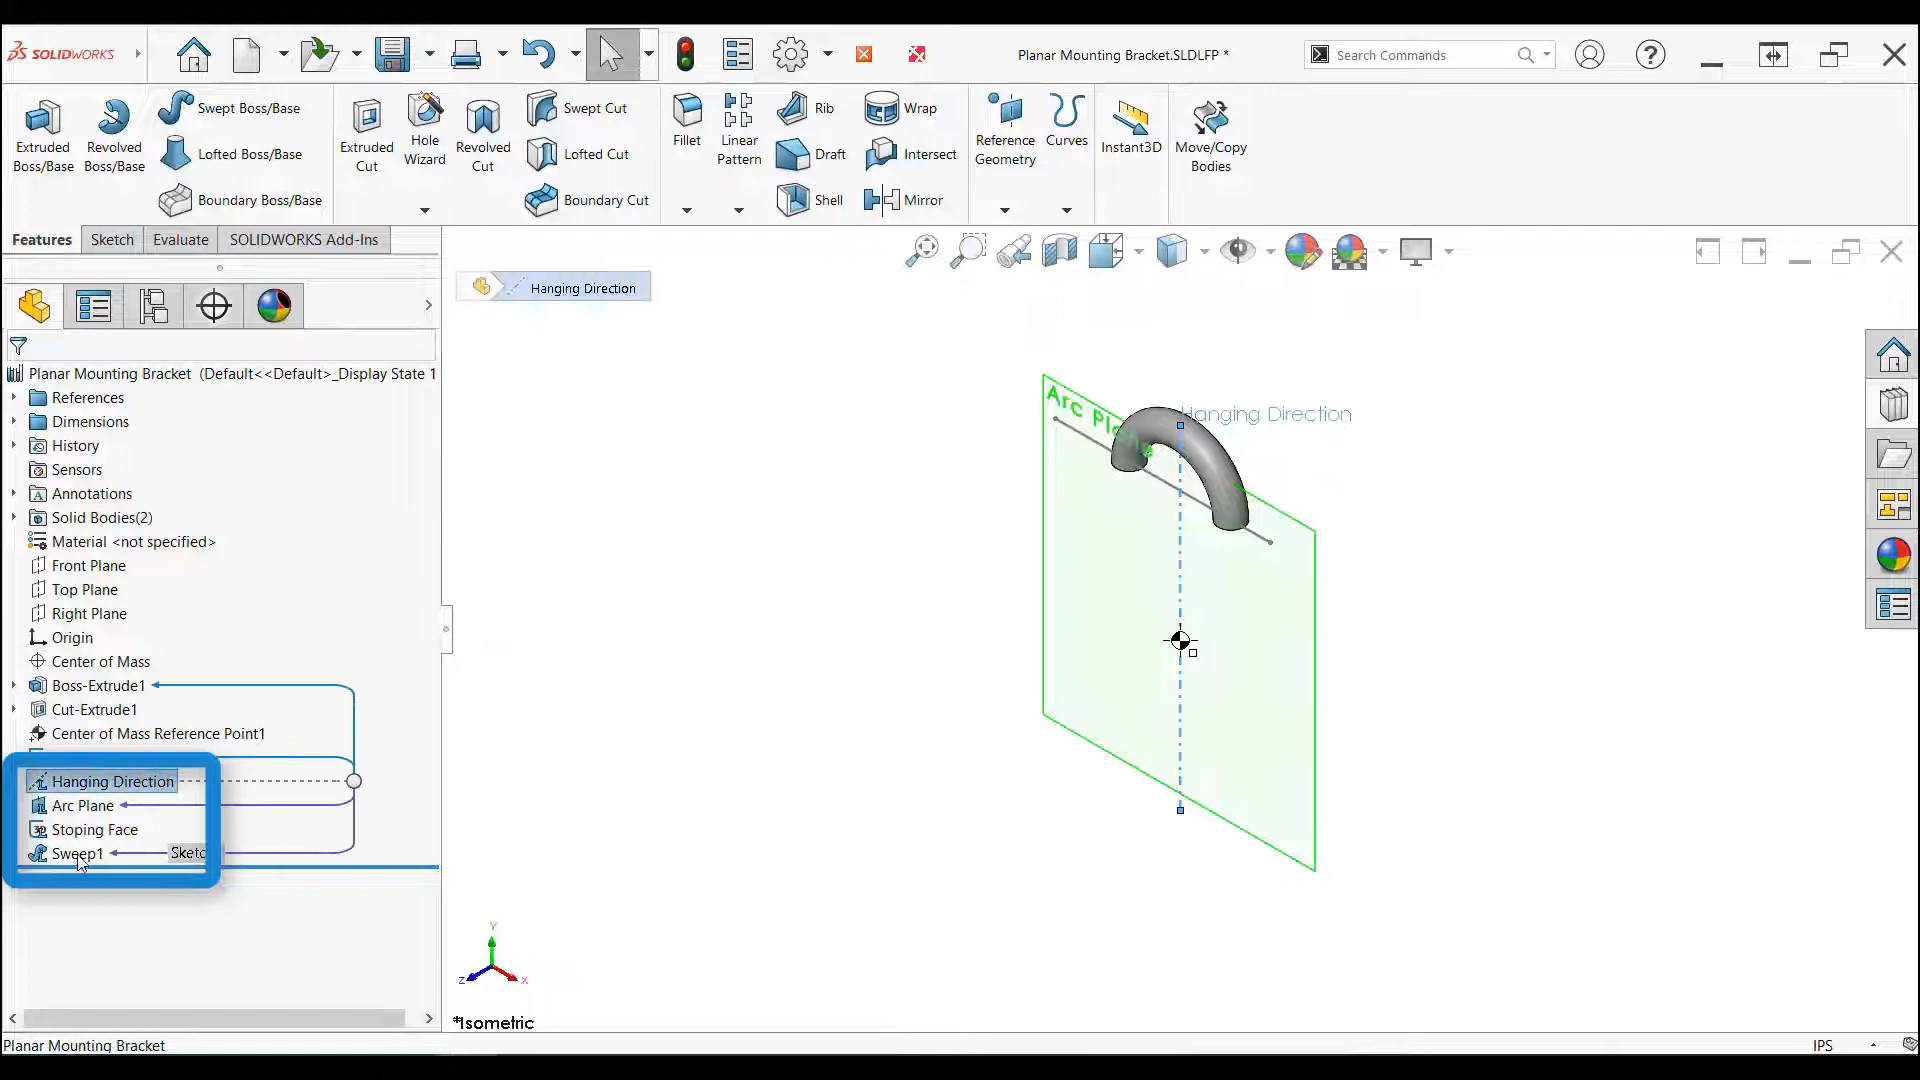 SOLIDWORKS
Planar Mounting Bracket.SLDLFP *
Search Commands
Extruded Boss/Base
Revolved Boss/Base
Swept Boss/Base
Lofted Boss/Base
Boundary Boss/Base
Extruded Cut
Hole Wizard
Revolved Cut
Swept Cut
Lofted Cut
Boundary Cut
Fillet
Linear Pattern
Rib
Draft
Shell
Wrap
Intersect
Mirror
Reference Geometry
Curves
Instant3D
Move/Copy Bodies
Features
Sketch
Evaluate
SOLIDWORKS Add-Ins
Hanging Direction
Planar Mounting Bracket (Default<<Default>_Display State 1
References
Dimensions
History
Sensors
Annotations
Solid Bodies(2)
Material <not specified>
Front Plane
Top Plane
Right Plane
Origin
Center of Mass
Boss-Extrude1
Cut-Extrude1
Center of Mass Reference Point1
Hanging Direction
Arc Plane
Stoping Face
Sweep1
Sketc
Arc Plane
Hanging Direction
Y
Z
X
*Isometric
Planar Mounting Bracket
IPS